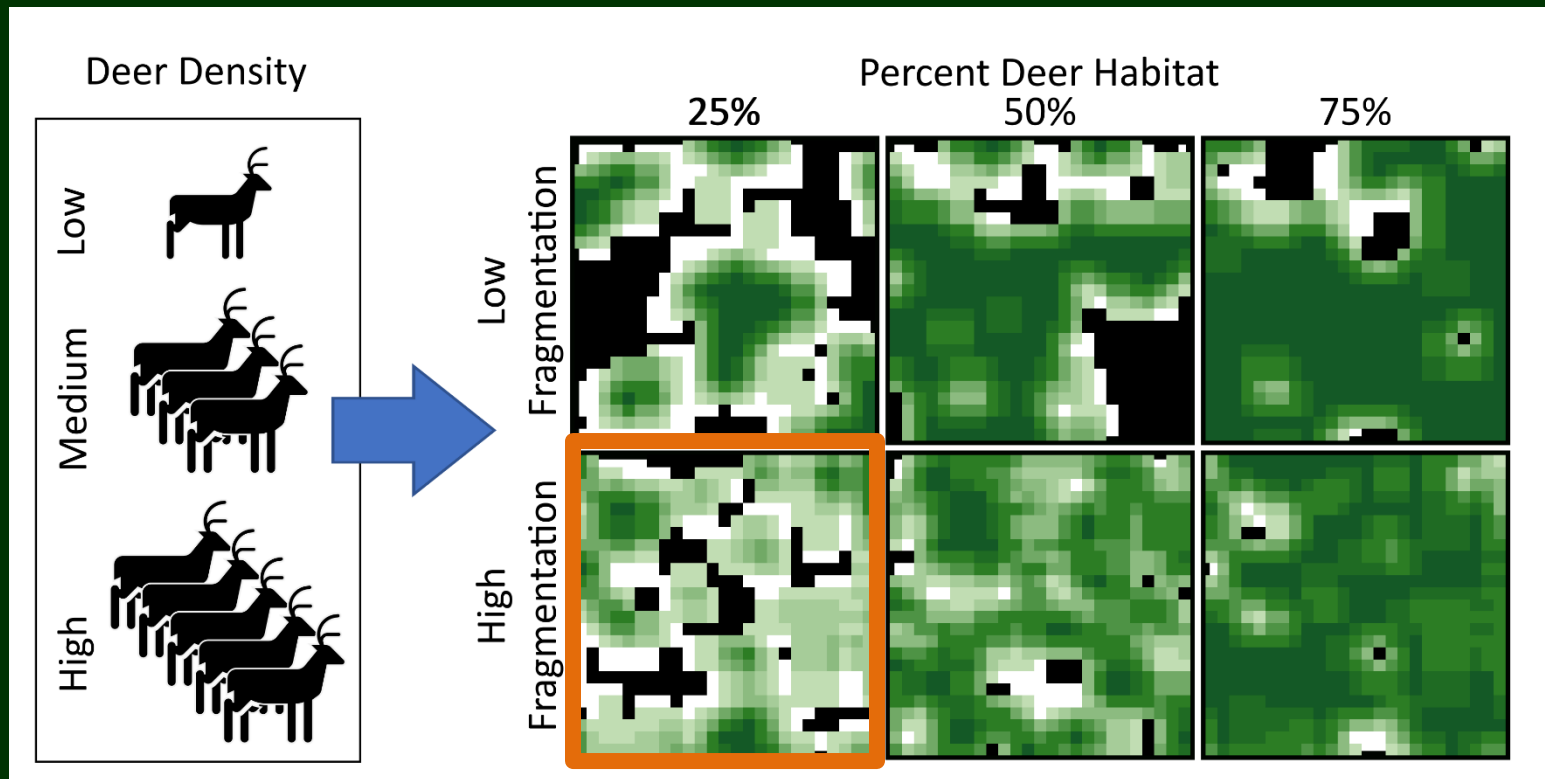 Deer Density
Low
Medium
High
Percent Deer Habitat
25%
50%
75%
Low
Fragmentation
High
Fragmentation